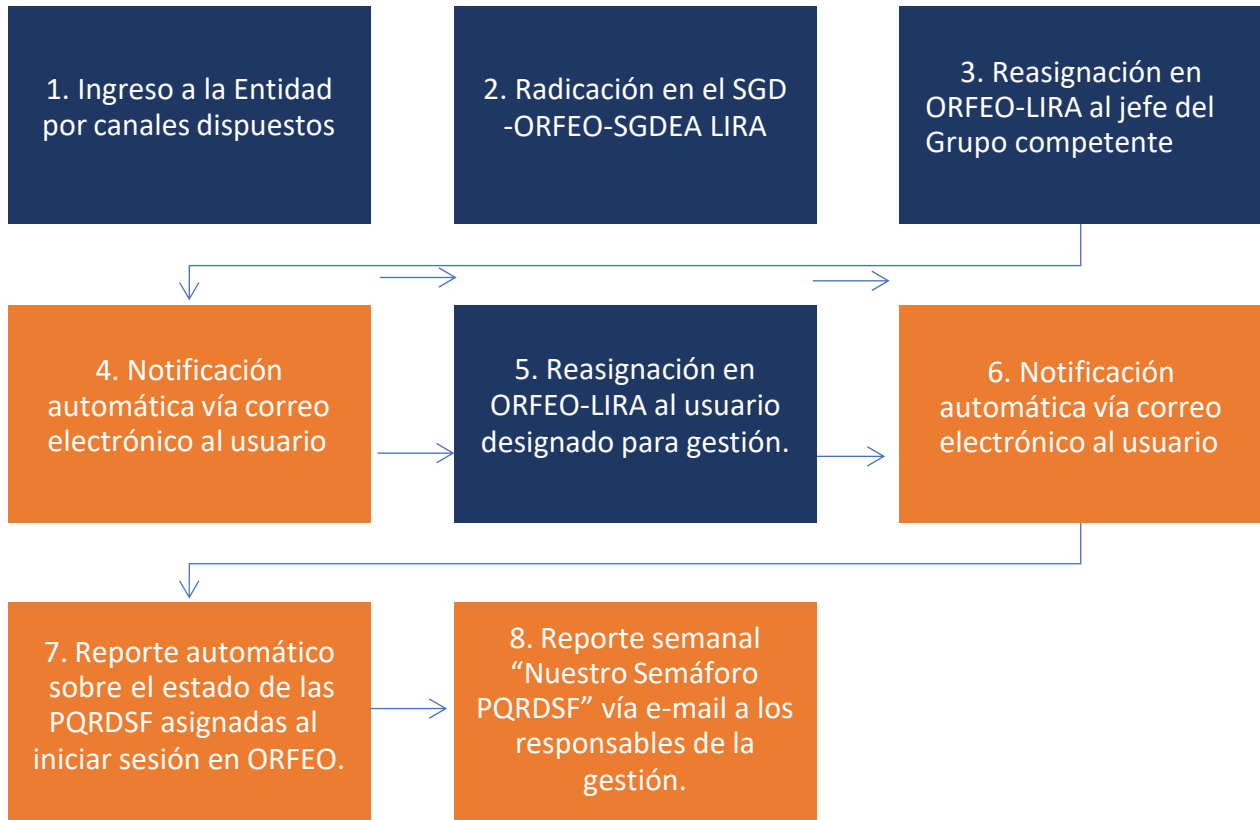 1. Ingreso a la Entidad
por canales dispuestos
2. Radicación en el SGD
-ORFEO-SGDEA LIRA
3. Reasignación en
ORFEO-LIRA al jefe del
Grupo competente
4. Notificación
automática vía correo
electrónico al usuario
5. Reasignación en
ORFEO-LIRA al usuario
designado para gestión.
6. Notificación
automática vía correo
electrónico al usuario
7. Reporte automático
sobre el estado de las
PQRDSF asignadas al
iniciar sesión en ORFEO.
8. Reporte semanal
“Nuestro Semáforo
PQRDSF” vía e-mail a los
responsables de la
gestión.